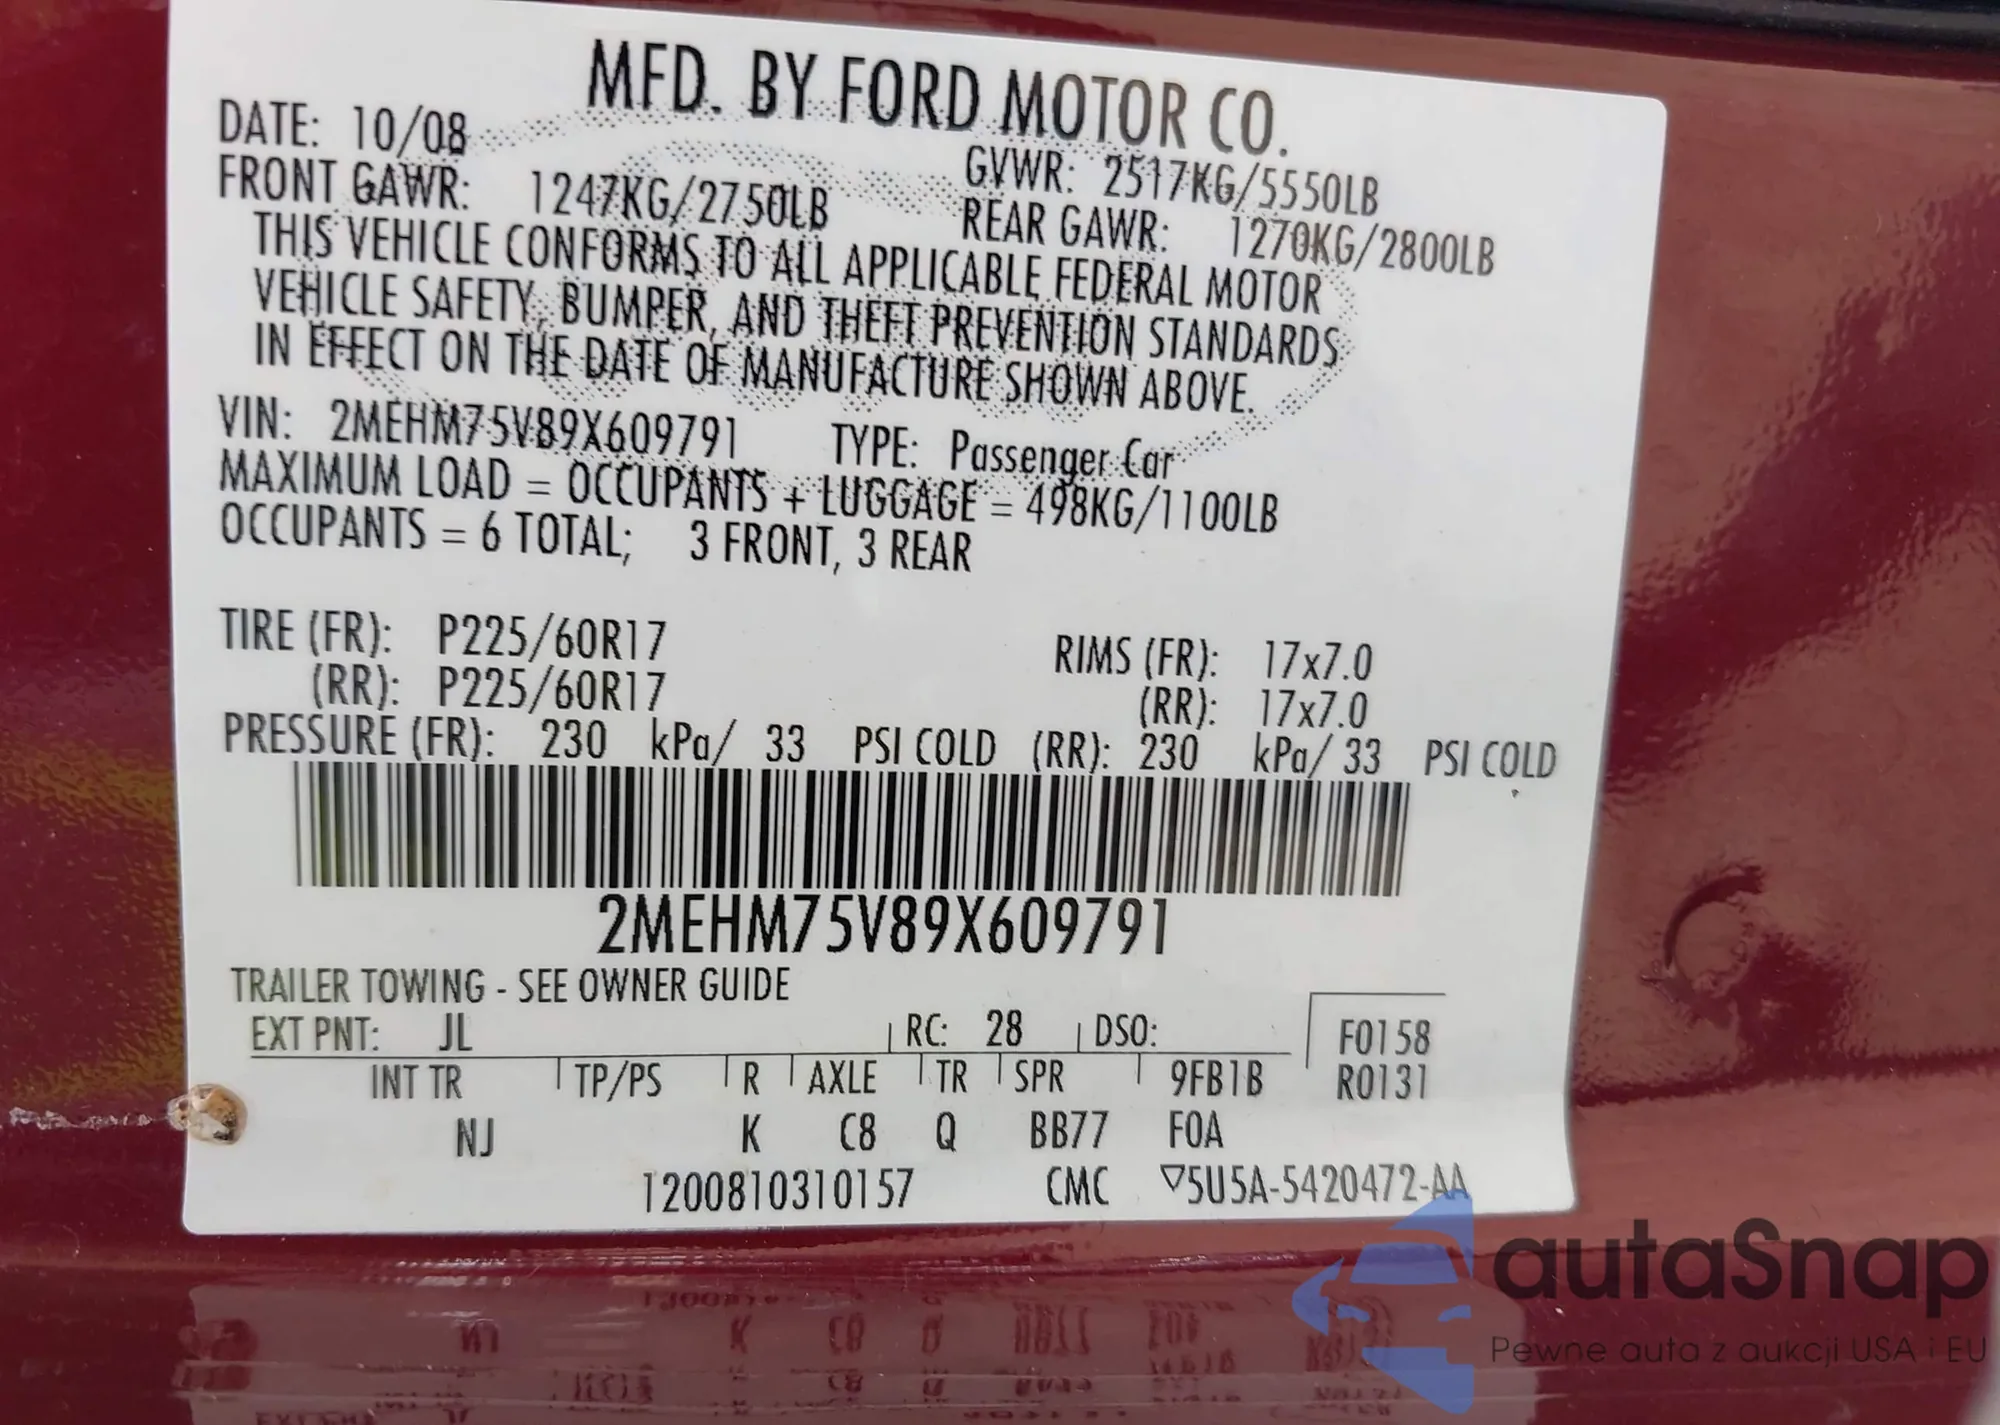 MFD. BY FORD MOTOR CO.
DATE: 10/08
GVWR: 2517KG/5550LB
FRONT GAWR: 1247KG/2750LB
REAR GAWR: 1270KG/2800LB
THIS VEHICLE CONFORMS TO ALL APPLICABLE FEDERAL MOTOR
VEHICLE SAFETY, BUMPER, AND THEFT PREVENTION STANDARDS
IN EFFECT ON THE DATE OF MANUFACTURE SHOWN ABOVE.
VIN: 2MEHM75V89X609791 TYPE: Passenger Car
MAXIMUM LOAD = OCCUPANTS + LUGGAGE = 498KG/1100LB
OCCUPANTS = 6 TOTAL; 3 FRONT, 3 REAR
TIRE (FR): P225/60R17 RIMS (FR): 17x7.0
(RR): P225/60R17 (RR): 17x7.0
PRESSURE (FR): 230 kPa/ 33 PSI COLD (RR): 230 kPa/ 33 PSI COLD
2MEHM75V89X609791
TRAILER TOWING - SEE OWNER GUIDE
EXT PNT: JL RC: 28 DSO: F0158
INT TR TP/PS R AXLE TR SPR 9FB1B R0131
NJ K C8 Q BB77 F0A
1200810310157 CMC ▽5U5A-5420472-AA
autaSnap
Pewne auta z aukcji USA i EU